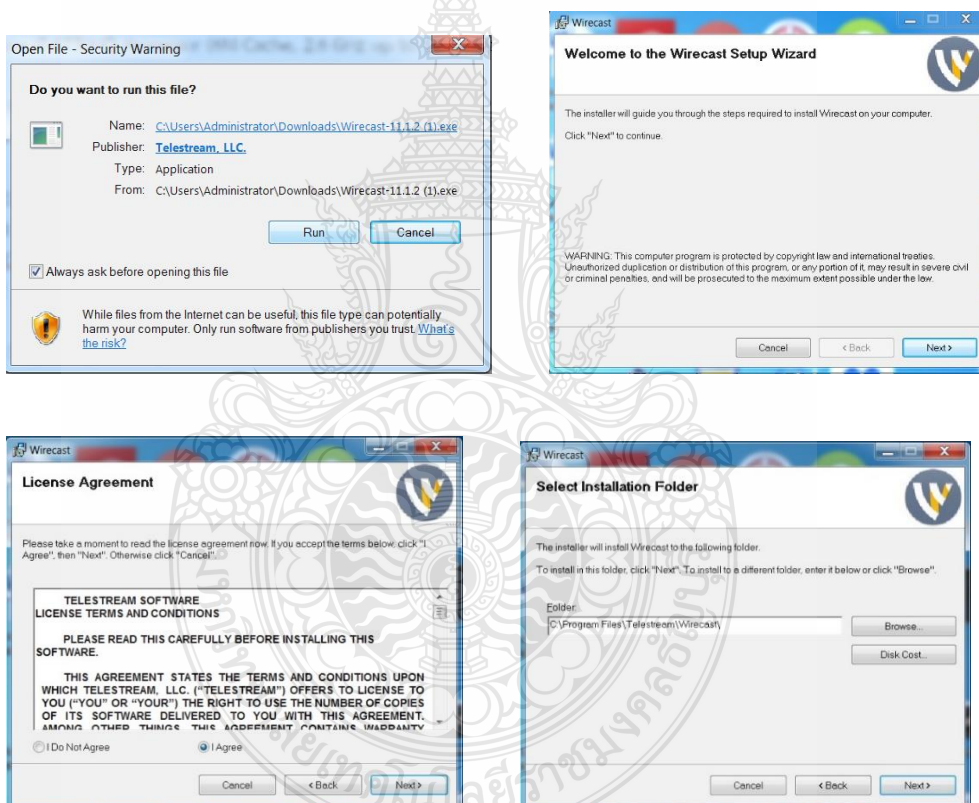 Open File - Security Warning
Do you want to run this file?
Name: C:\Users\Administrator\Downloads\Wirecast-11.1.2 (1).exe
Publisher: Telestream, LLC.
Type: Application
From: C:\Users\Administrator\Downloads\Wirecast-11.1.2 (1).exe
Run Cancel
Always ask before opening this file
While files from the Internet can be useful, this file type can potentially
harm your computer. Only run software from publishers you trust. What's
the risk?
Wirecast
Welcome to the Wirecast Setup Wizard
The installer will guide you through the steps required to install Wirecast on your computer.
Click "Next" to continue.
WARNING: This computer program is protected by copyright law and international treaties.
Unauthorized duplication or distribution of this program, or any portion of it, may result in severe civil
or criminal penalties, and will be prosecuted to the maximum extent possible under the law.
Cancel < Back Next >
Wirecast
License Agreement
Please take a moment to read the license agreement now. If you accept the terms below, click "I
Agree", then "Next". Otherwise click "Cancel".
TELESTREAM SOFTWARE
LICENSE TERMS AND CONDITIONS
PLEASE READ THIS CAREFULLY BEFORE INSTALLING THIS
SOFTWARE.
THIS AGREEMENT STATES THE TERMS AND CONDITIONS UPON
WHICH TELESTREAM, LLC. ("TELESTREAM") OFFERS TO LICENSE TO
YOU ("YOU" OR "YOUR") THE RIGHT TO USE THE NUMBER OF COPIES
OF ITS SOFTWARE DELIVERED TO YOU WITH THIS AGREEMENT.
AMONG OTHER THINGS, THIS AGREEMENT CONTAINS WARRANTY
I Do Not Agree I Agree
Cancel < Back Next >
Wirecast
Select Installation Folder
The installer will install Wirecast to the following folder.
To install in this folder, click "Next". To install to a different folder, enter it below or click "Browse".
Folder:
C:\Program Files\Telestream\Wirecast\
Browse...
Disk Cost...
Cancel < Back Next >